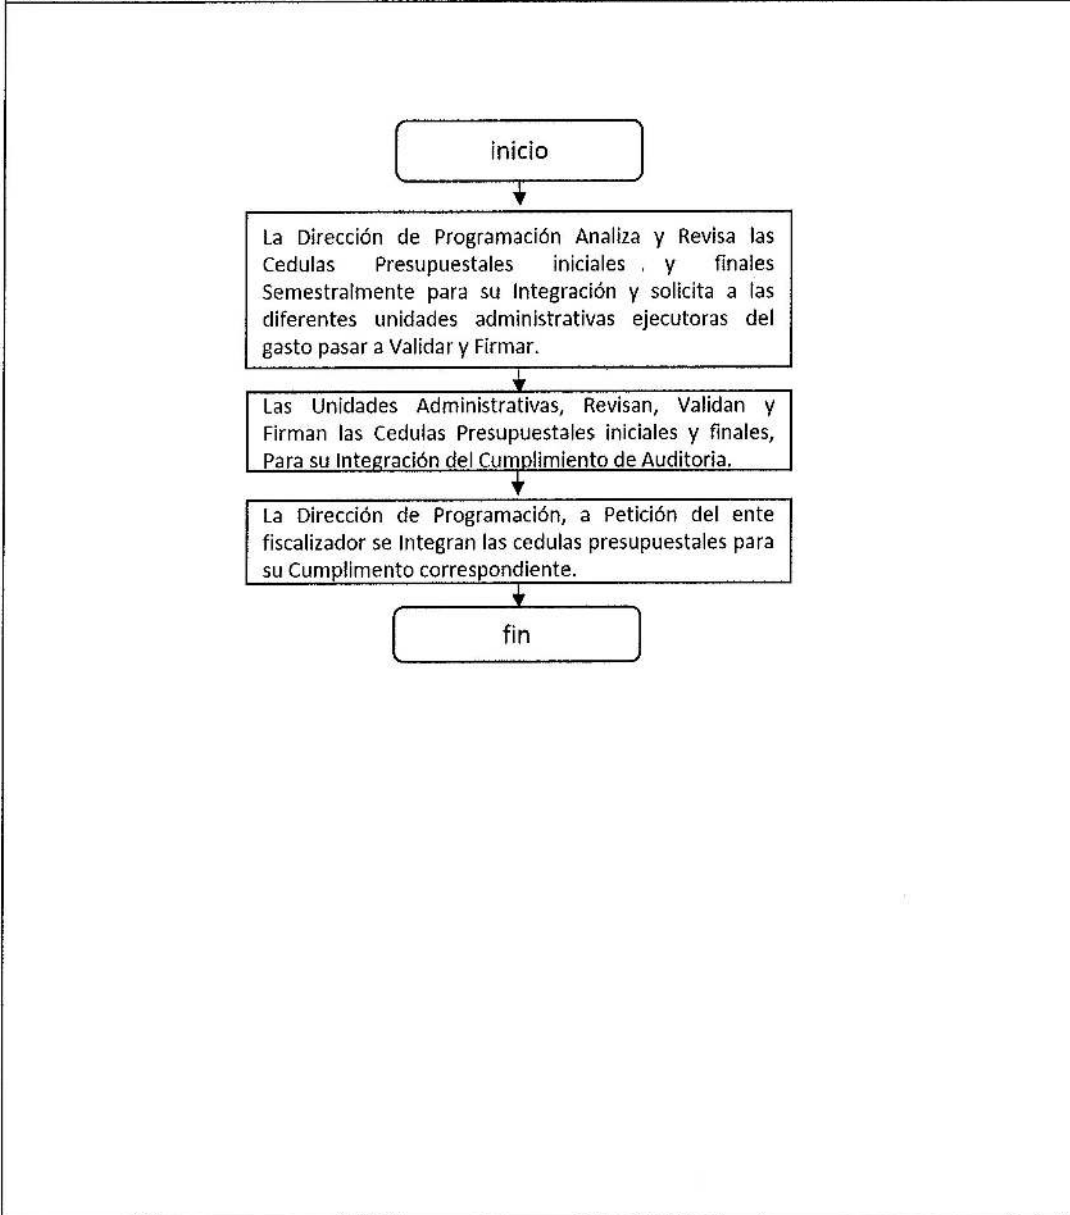 inicio
La Dirección de Programación Analiza y Revisa las
Cedulas Presupuestales iniciales y finales
Semestralmente para su Integración y solicita a las
diferentes unidades administrativas ejecutoras del
gasto pasar a Validar y Firmar.
Las Unidades Administrativas, Revisan, Validan y
Firman las Cedulas Presupuestales iniciales y finales,
Para su Integración del Cumplimiento de Auditoria.
La Dirección de Programación, a Petición del ente
fiscalizador se Integran las cedulas presupuestales para
su Cumplimento correspondiente.
fin